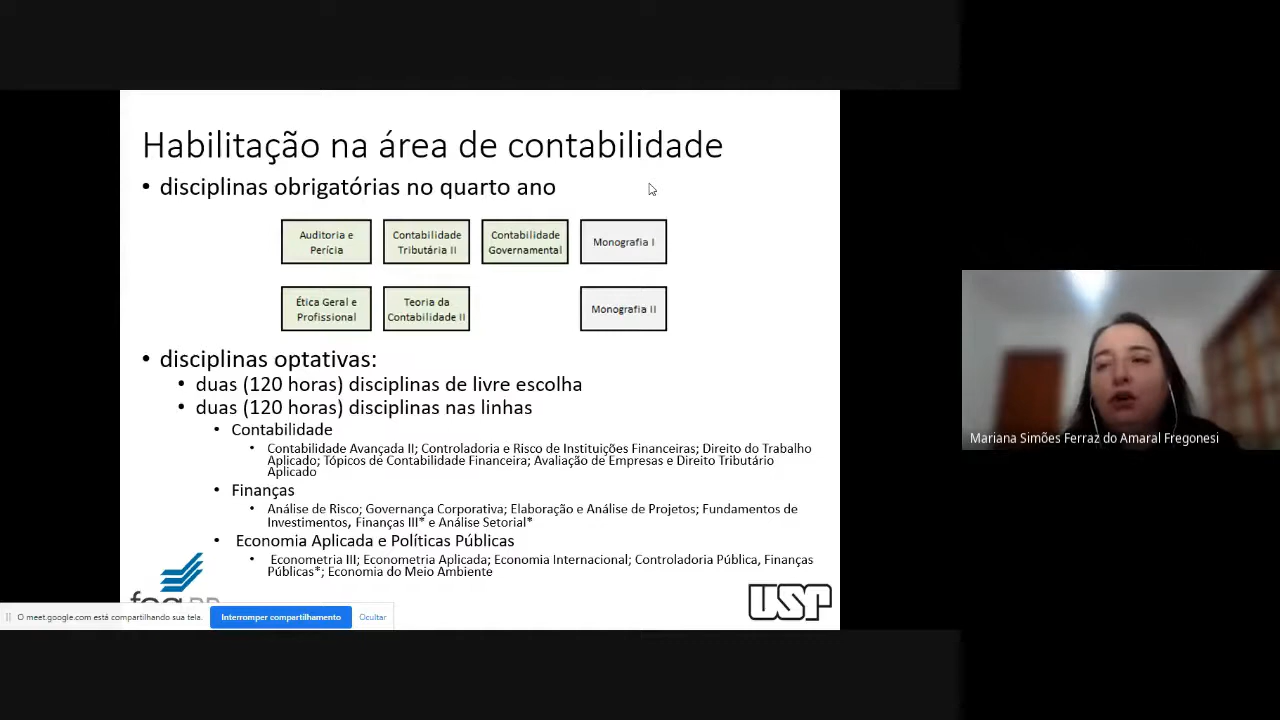 Habilitação na área de contabilidade
• disciplinas obrigatórias no quarto ano
Auditoria e
Perícia
Contabilidade
Tributária II
Contabilidade
Governamental
Monografia I
Ética Geral e
Profissional
Teoria da
Contabilidade II
Monografia II
• disciplinas optativas:
• duas (120 horas) disciplinas de livre escolha
• duas (120 horas) disciplinas nas linhas
• Contabilidade
• Contabilidade Avançada II; Controladoria e Risco de Instituições Financeiras; Direito do Trabalho
Aplicado; Tópicos de Contabilidade Financeira; Avaliação de Empresas e Direito Tributário
Aplicado
• Finanças
• Análise de Risco; Governança Corporativa; Elaboração e Análise de Projetos; Fundamentos de
Investimentos, Finanças III* e Análise Setorial*
• Economia Aplicada e Políticas Públicas
• Econometria III; Econometria Aplicada; Economia Internacional; Controladoria Pública, Finanças
Públicas*; Economia do Meio Ambiente
USP
O meet.google.com está compartilhando sua tela.
Interromper compartilhamento
Ocultar
Mariana Simões Ferraz do Amaral Fregonesi